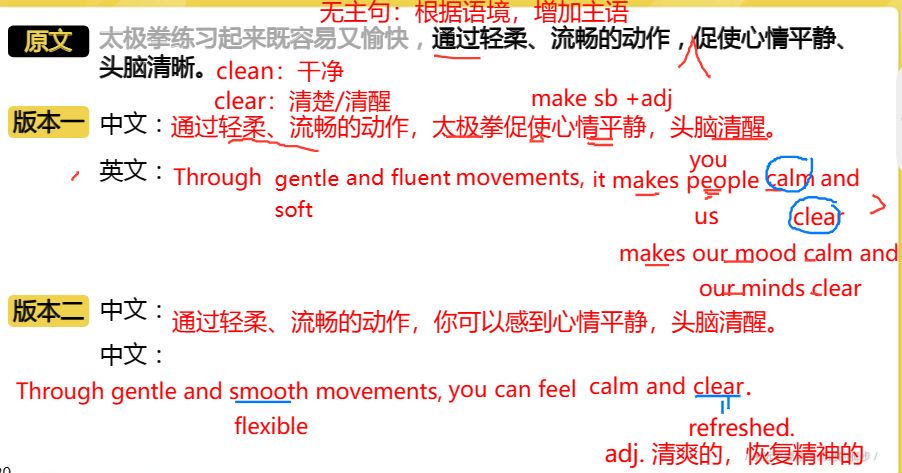 无主句：根据语境，增加主语
原文 太极拳练习起来既容易又愉快，通过轻柔、流畅的动作，促使心情平静、
头脑清晰。
clean：干净
clear：清楚/清醒
make sb +adj
版本一 中文：通过轻柔、流畅的动作，太极拳促使心情平静，头脑清醒。
you
英文：Through gentle and fluent movements, it makes people calm and
soft
us
clear
makes our mood calm and
our minds clear
版本二 中文：通过轻柔、流畅的动作，你可以感到心情平静，头脑清醒。
中文：
Through gentle and smooth movements, you can feel calm and clear.
flexible
refreshed.
adj. 清爽的，恢复精神的